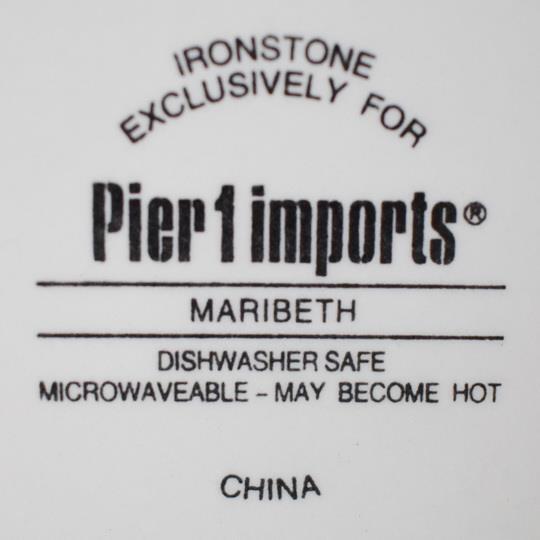 IRONSTONE
EXCLUSIVELY FOR
Pier 1 imports®
MARIBETH
DISHWASHER SAFE
MICROWAVEABLE - MAY BECOME HOT
CHINA